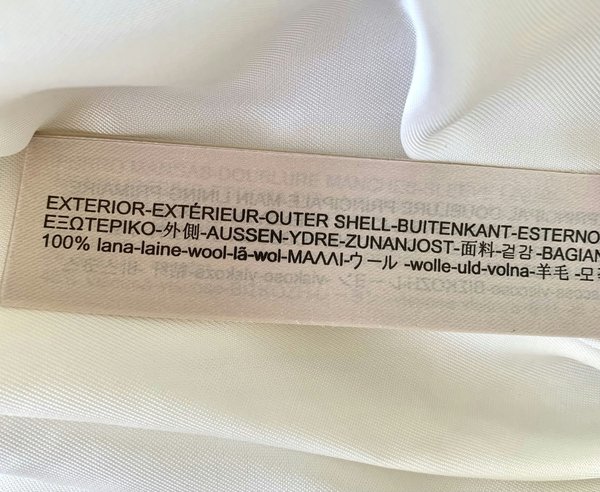 EXTERIOR-EXTÉRIEUR-OUTER SHELL-BUITENKANT-ESTERNO
ΕΞΩΤΕΡΙΚΟ-外側-AUSSEN-YDRE-ZUNANJOST-面料-겉감-BAGIAN
100% lana-laine-wool-lã-wol-ΜΑΛΛΙ-ウール -wolle-uld-volna-羊毛-모